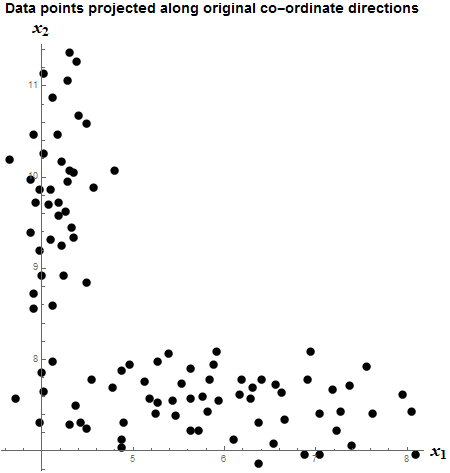 Data points projected along original co–ordinate directions
x2
11
10
9
8
5
6
7
8
x1